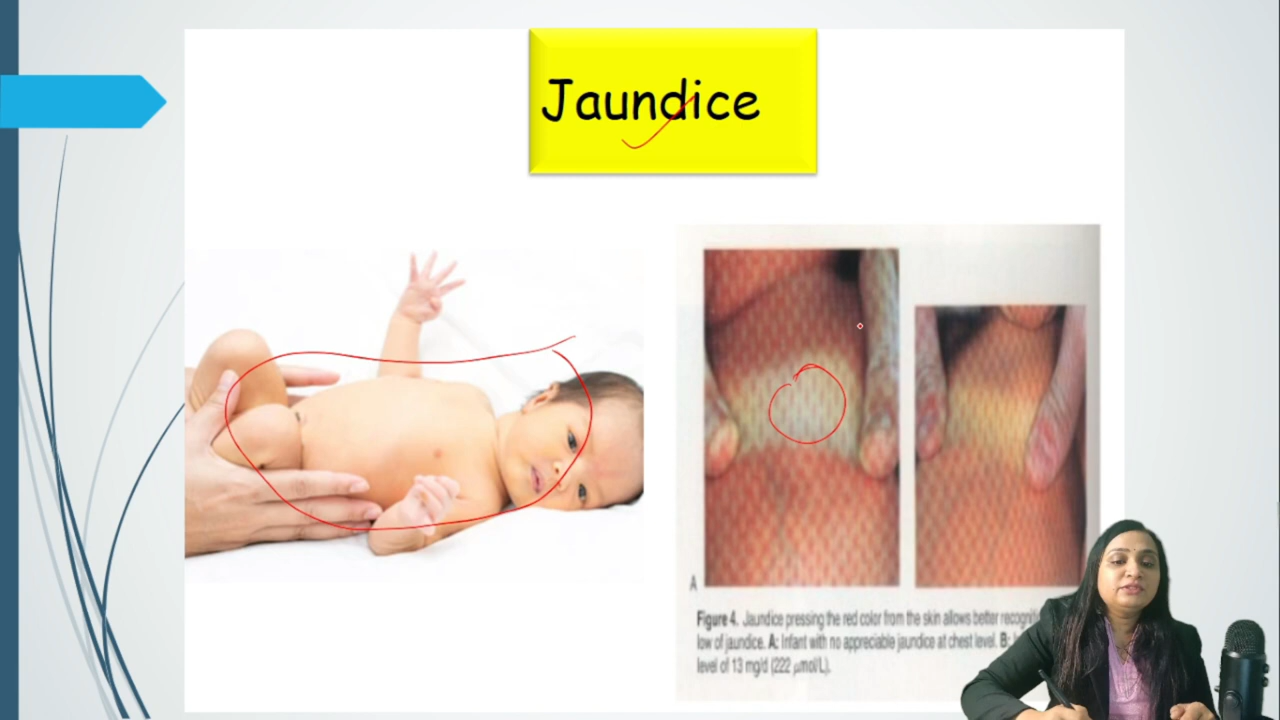 Jaundice
A
Figure 4. Jaundice pressing the red color from the skin allows better
low of jaundice. A: Infant with no appreciable jaundice at chest level. B:
level of 13 mg/d (222 μmol/L).